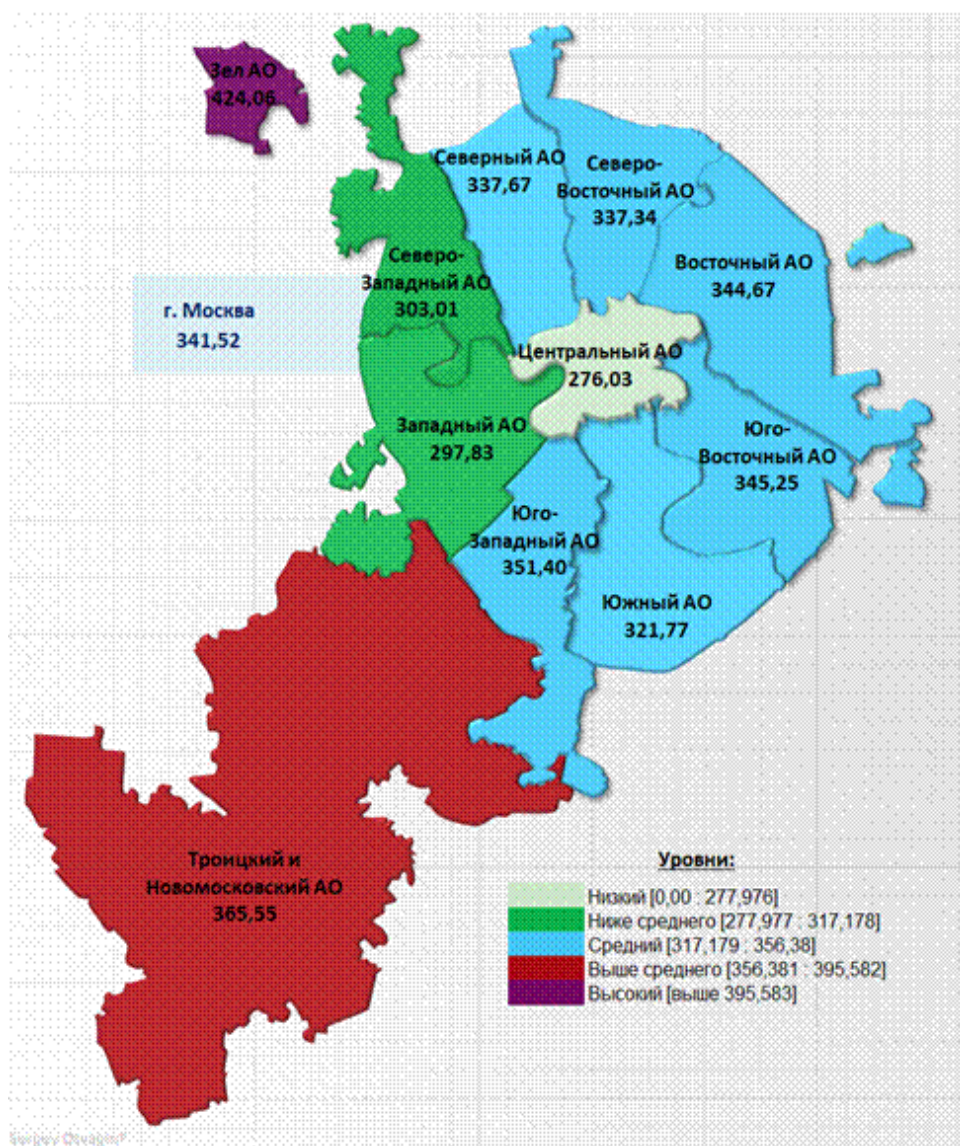 Зел АО
424,06
Северный АО
337,67
Северо-
Восточный АО
337,34
Северо-
Западный АО
303,01
Восточный АО
344,67
г. Москва
341,52
Центральный АО
276,03
Западный АО
297,83
Юго-
Восточный АО
345,25
Юго-
Западный АО
351,40
Южный АО
321,77
Троицкий и
Новомосковский АО
365,55
Уровни:
Низкий [0,00 : 277,976]
Ниже среднего [277,977 : 317,178]
Средний [317,179 : 356,38]
Выше среднего [356,381 : 395,582]
Высокий [выше 395,583]